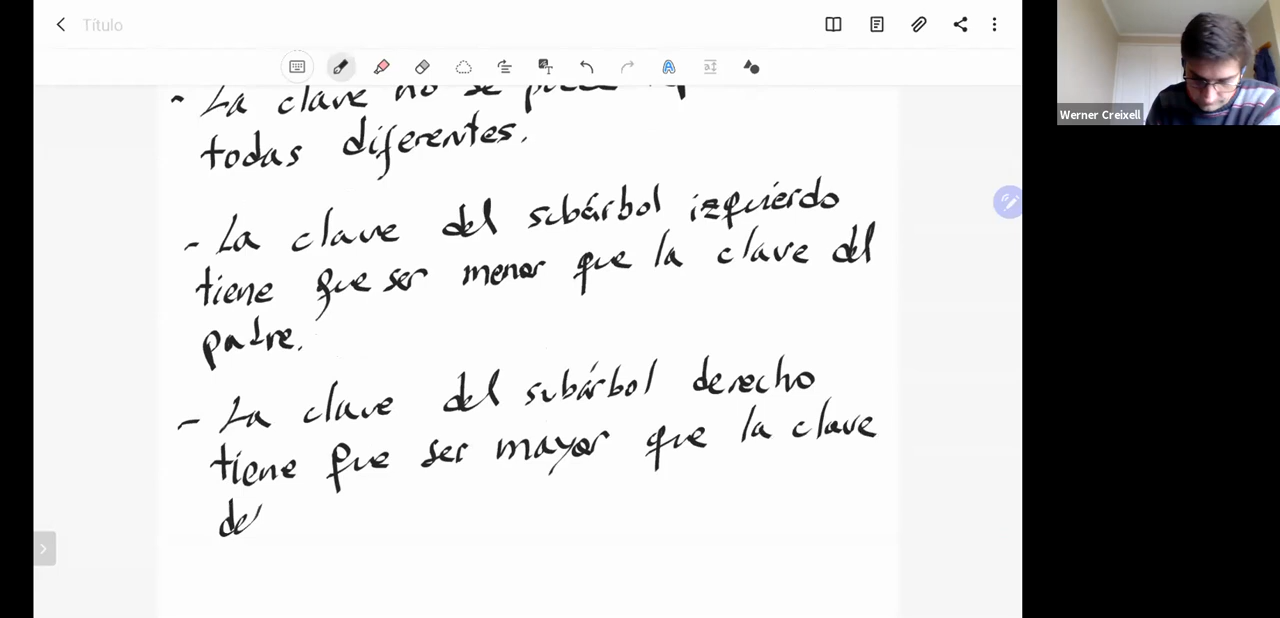 Título
Werner Creixell
- La clave no se
todas diferentes.
- La clave del subárbol izquierdo
tiene que ser menor que la clave del
padre.
- La clave del subárbol derecho
tiene que ser mayor que la clave
de